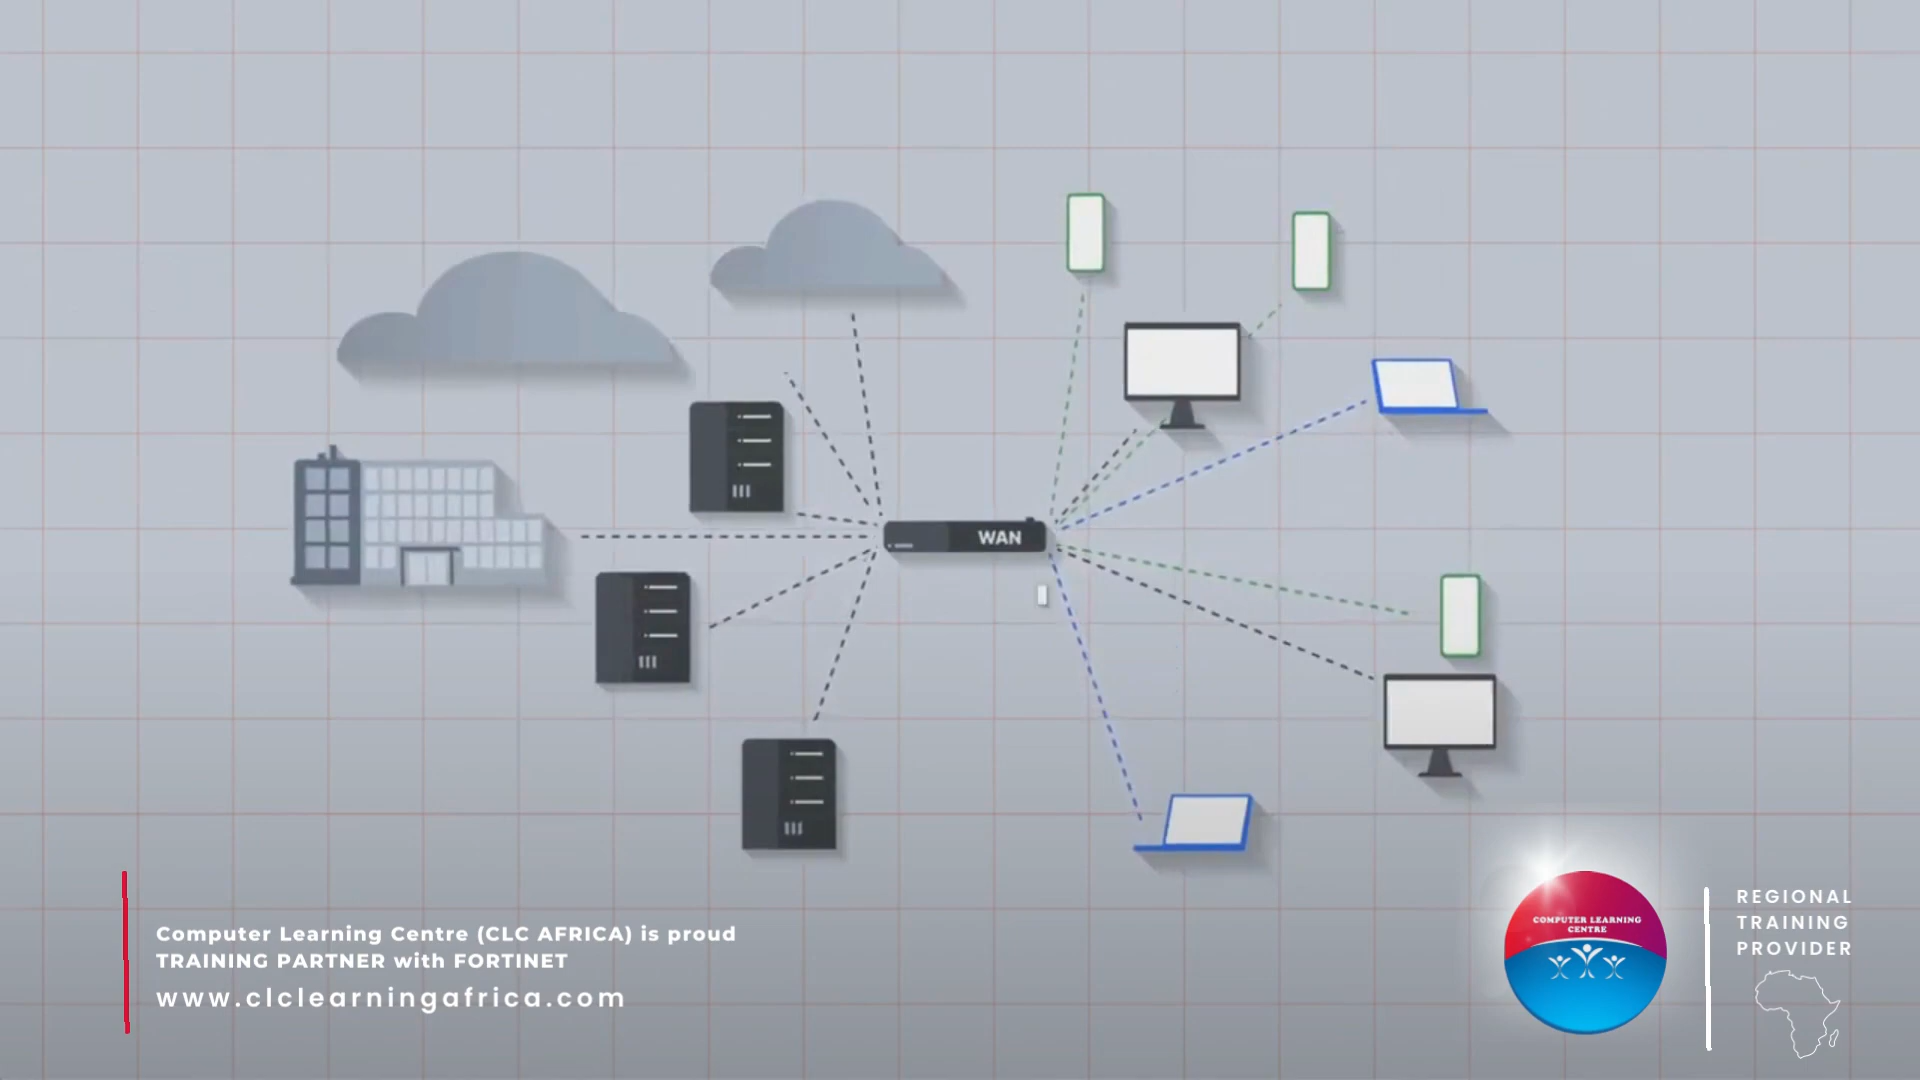 WAN
Computer Learning Centre (CLC AFRICA) is proud
TRAINING PARTNER with FORTINET
www.clclearningafrica.com
COMPUTER LEARNING
CENTRE
REGIONAL
TRAINING
PROVIDER